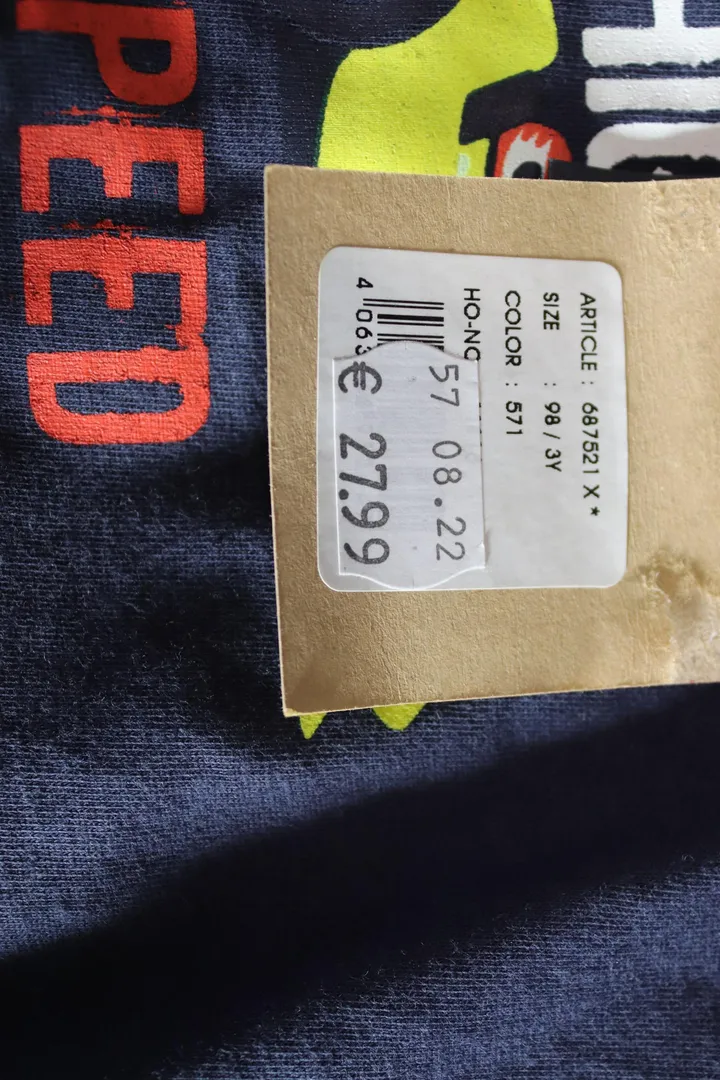 ARTICLE : 687521 X *
SIZE : 98 / 3Y
COLOR : 571
HO-NO
57 08.22
€ 27.99
4 063
PEED